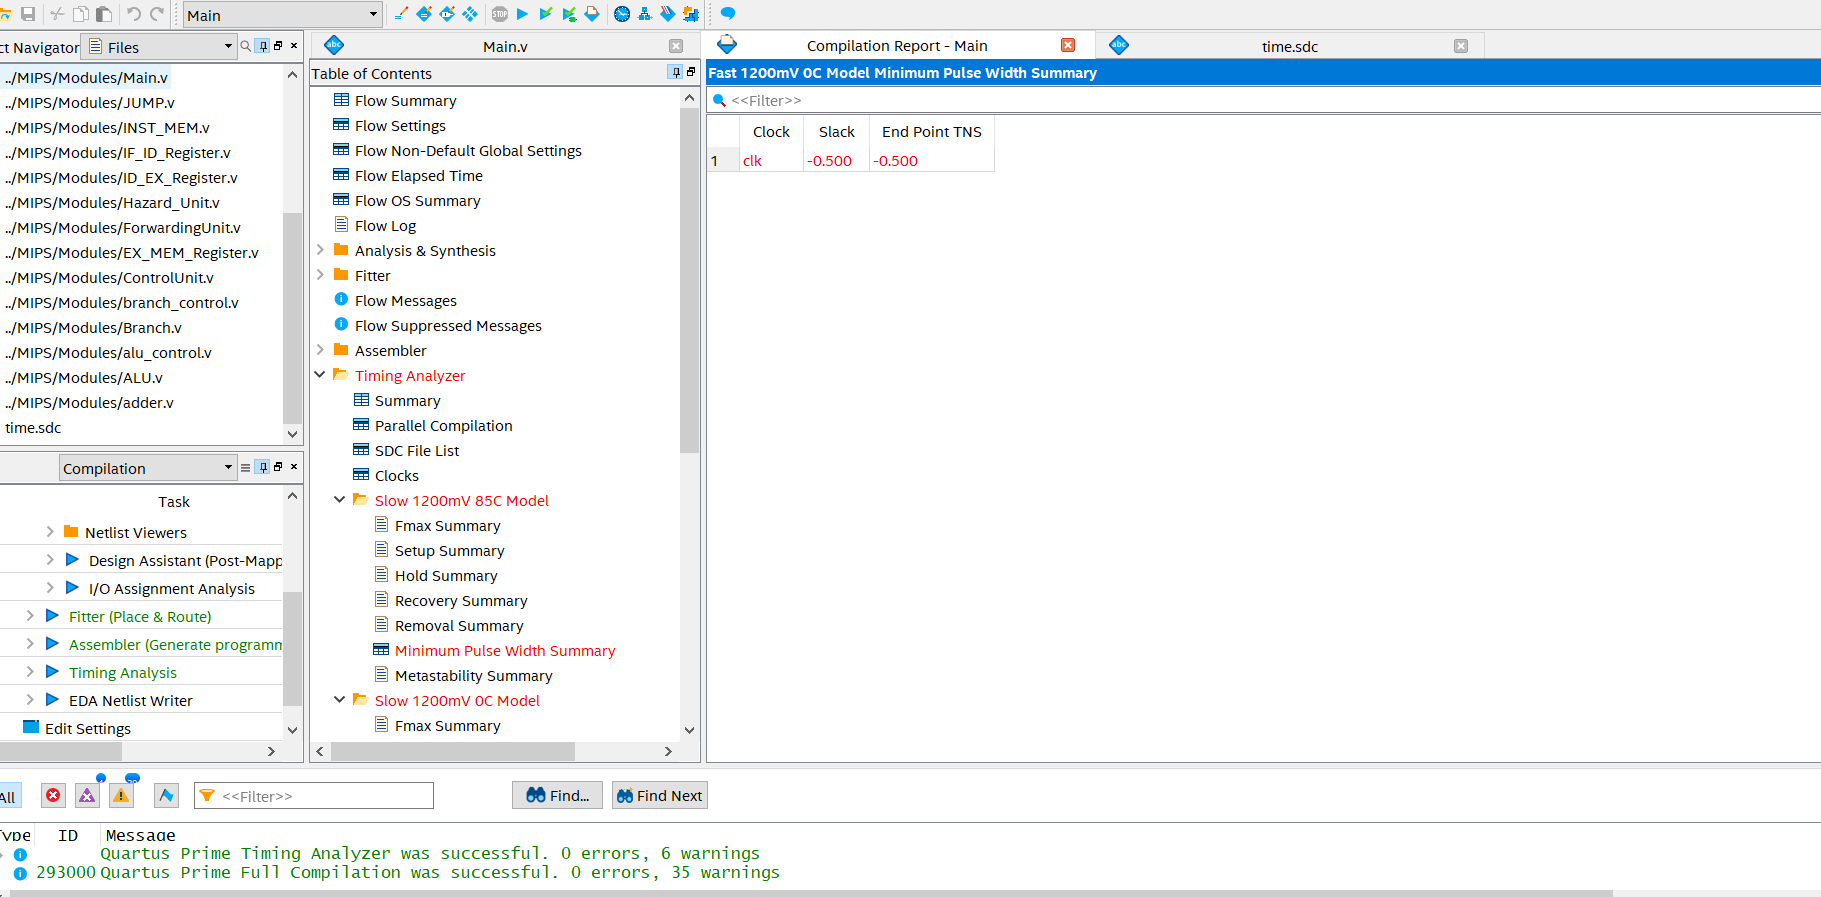 Main
ct Navigator
Files
../MIPS/Modules/Main.v
../MIPS/Modules/JUMP.v
../MIPS/Modules/INST_MEM.v
../MIPS/Modules/IF_ID_Register.v
../MIPS/Modules/ID_EX_Register.v
../MIPS/Modules/Hazard_Unit.v
../MIPS/Modules/ForwardingUnit.v
../MIPS/Modules/EX_MEM_Register.v
../MIPS/Modules/ControlUnit.v
../MIPS/Modules/branch_control.v
../MIPS/Modules/Branch.v
../MIPS/Modules/alu_control.v
../MIPS/Modules/ALU.v
../MIPS/Modules/adder.v
time.sdc
Compilation
Task
Netlist Viewers
Design Assistant (Post-Mapp
I/O Assignment Analysis
Fitter (Place & Route)
Assembler (Generate programm
Timing Analysis
EDA Netlist Writer
Edit Settings
abc Main.v
Table of Contents
Flow Summary
Flow Settings
Flow Non-Default Global Settings
Flow Elapsed Time
Flow OS Summary
Flow Log
Analysis & Synthesis
Fitter
Flow Messages
Flow Suppressed Messages
Assembler
Timing Analyzer
Summary
Parallel Compilation
SDC File List
Clocks
Slow 1200mV 85C Model
Fmax Summary
Setup Summary
Hold Summary
Recovery Summary
Removal Summary
Minimum Pulse Width Summary
Metastability Summary
Slow 1200mV 0C Model
Fmax Summary
Compilation Report - Main
abc time.sdc
Fast 1200mV 0C Model Minimum Pulse Width Summary
<<Filter>>
Clock Slack End Point TNS
1 clk -0.500 -0.500
All
<<Filter>>
Find...
Find Next
Type ID Message
Quartus Prime Timing Analyzer was successful. 0 errors, 6 warnings
293000 Quartus Prime Full Compilation was successful. 0 errors, 35 warnings